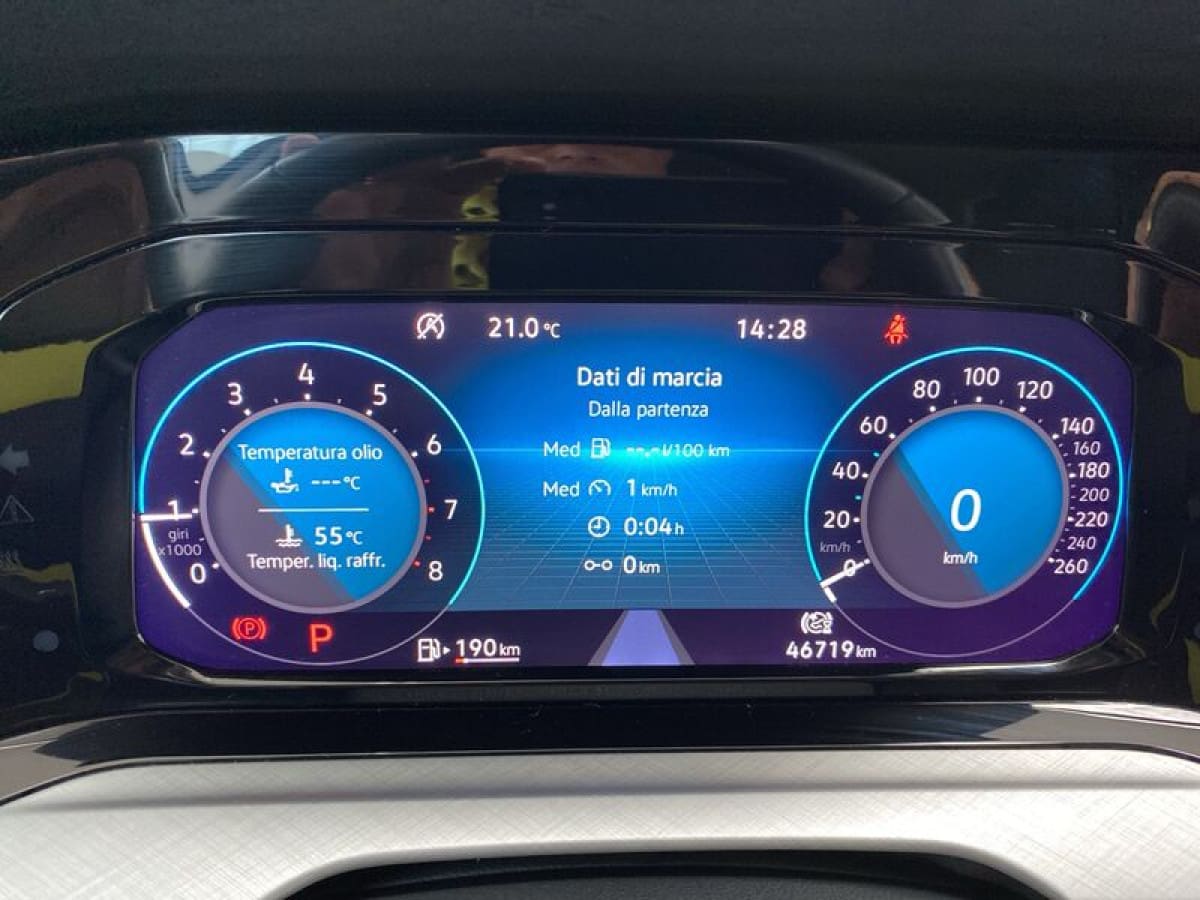 21.0°C
14:28
Dati di marcia
Dalla partenza
Med --.-l/100 km
Med 1 km/h
0:04 h
0 km
0
1
2
3
4
5
6
7
8
giri
x1000
Temperatura olio
---°C
55°C
Temper. liq. raffr.
0
20
40
60
80
100
120
140
160
180
200
220
240
260
km/h
0
km/h
P
P
190 km
46719 km